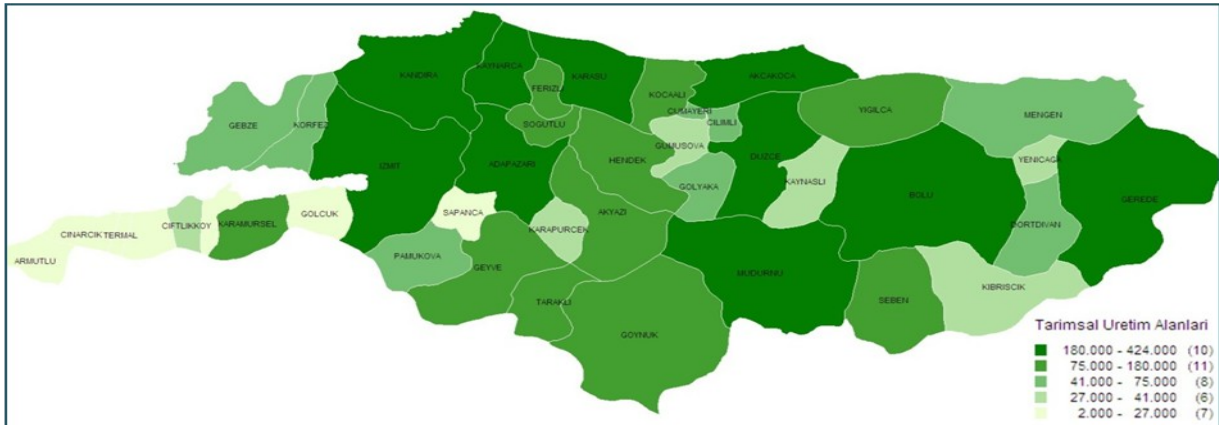 KANDIRA
KAYNARCA
FERIZLI
KARASU
KOCAALI
AKCAKOCA
CUMAYERI
CILIMLI
YIGILCA
MENGEN
GEBZE
KORFEZ
SOGUTLU
GUMUSOVA
IZMIT
ADAPAZARI
HENDEK
DUZCE
YENICAGA
GOLYAKA
KAYNASLI
BOLU
GEREDE
GOLCUK
SAPANCA
AKYAZI
CIFTLIKKOY
KARAMURSEL
DORTDIVAN
CINARCIK
TERMAL
KARAPURCEK
ARMUTLU
PAMUKOVA
GEYVE
MUDURNU
KIBRISCIK
TARAKLI
SEBEN
GOYNUK
Tarimsal Uretim Alanlari
180.000 - 424.000 (10)
75.000 - 180.000 (11)
41.000 - 75.000 (8)
27.000 - 41.000 (6)
2.000 - 27.000 (7)